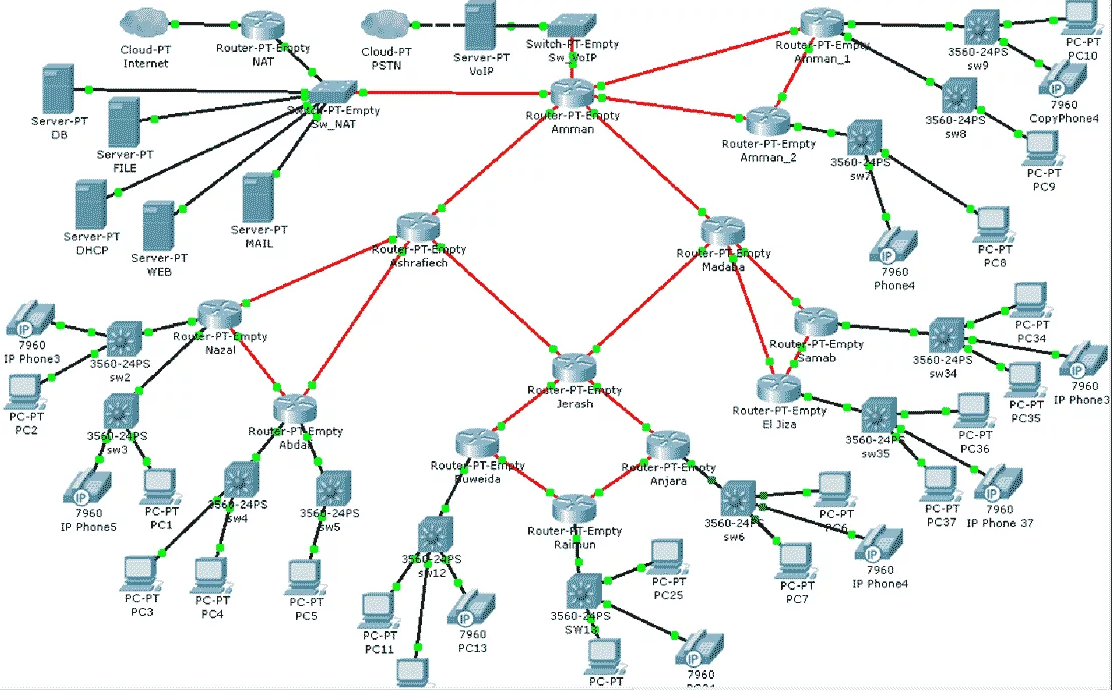 Cloud-PT
Internet
Router-PT-Empty
NAT
Cloud-PT
PSTN
Server-PT
VoIP
Switch-PT-Empty
Sw_VoIP
Router-PT-Empty
Amman_1
3560-24PS
sw9
PC-PT
PC10
7960
CopyPhone4
IP
Server-PT
DB
Server-PT
FILE
Switch-PT-Empty
Sw_NAT
Router-PT-Empty
Amman
Router-PT-Empty
Amman_2
3560-24PS
sw8
3560-24PS
sw7
PC-PT
PC9
Server-PT
DHCP
Server-PT
WEB
Server-PT
MAIL
Router-PT-Empty
Ashrafiech
Router-PT-Empty
Madaba
IP
7960
Phone4
PC-PT
PC8
IP
7960
IP Phone3
3560-24PS
sw2
Router-PT-Empty
Nazal
Router-PT-Empty
Samab
3560-24PS
sw34
PC-PT
PC34
IP
7960
IP Phone3
PC-PT
PC2
3560-24PS
sw3
Router-PT-Empty
Jerash
Router-PT-Empty
El Jiza
PC-PT
PC35
IP
7960
IP Phone5
PC-PT
PC1
Router-PT-Empty
3560-24PS
sw4
3560-24PS
sw5
Router-PT-Empty
Router-PT-Empty
Anjara
3560-24PS
sw35
PC-PT
PC36
PC-PT
PC37
IP
7960
IP Phone 37
PC-PT
PC3
PC-PT
PC4
PC-PT
PC5
3560-24PS
sw12
Router-PT-Empty
Raimun
3560-24PS
sw6
PC-PT
PC6
PC-PT
PC7
IP
7960
IP Phone4
PC-PT
PC11
IP
7960
PC13
3560-24PS
PC-PT
PC25
PC-PT
IP
7960